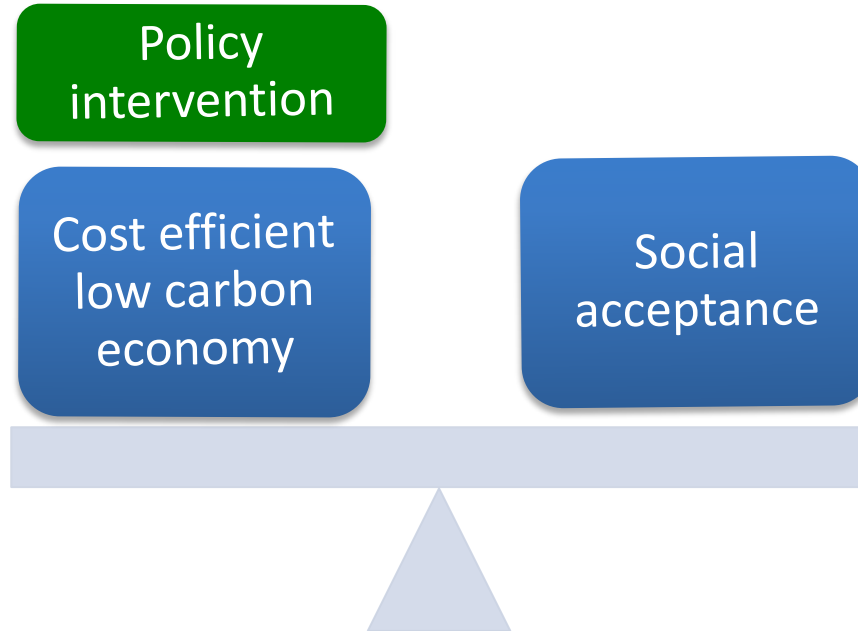 Policy
intervention
Cost efficient
low carbon
economy
Social
acceptance